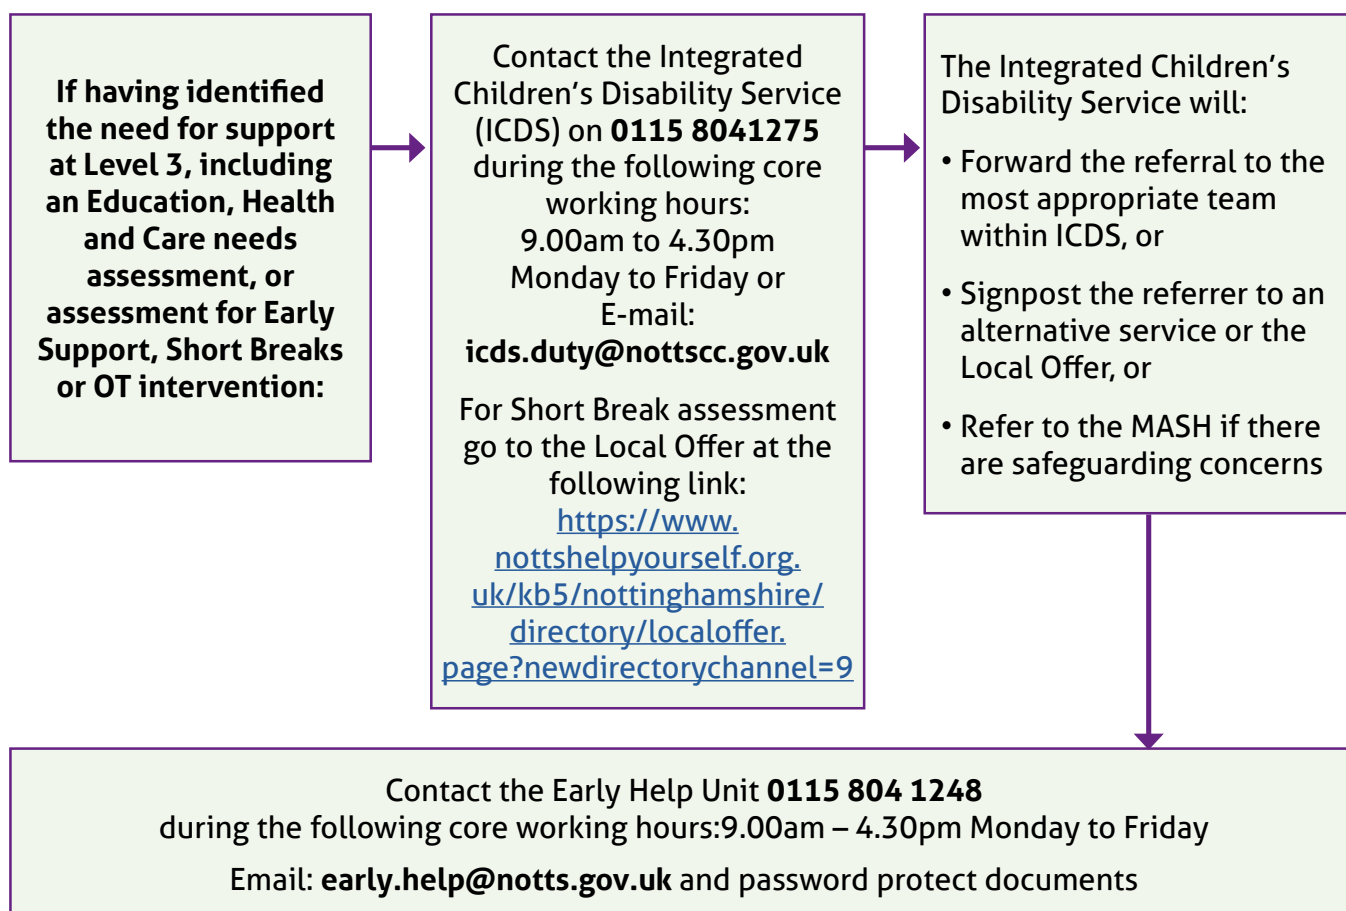 If having identified
the need for support
at Level 3, including
an Education, Health
and Care needs
assessment, or
assessment for Early
Support, Short Breaks
or OT intervention:
Contact the Integrated
Children’s Disability Service
(ICDS) on 0115 8041275
during the following core
working hours:
9.00am to 4.30pm
Monday to Friday or
E-mail:
icds.duty@nottscc.gov.uk
For Short Break assessment
go to the Local Offer at the
following link:
https://www.
nottshelpyourself.org.
uk/kb5/nottinghamshire/
directory/localoffer.
page?newdirectorychannel=9
The Integrated Children’s
Disability Service will:
• Forward the referral to the
most appropriate team
within ICDS, or
• Signpost the referrer to an
alternative service or the
Local Offer, or
• Refer to the MASH if there
are safeguarding concerns
Contact the Early Help Unit 0115 804 1248
during the following core working hours:9.00am – 4.30pm Monday to Friday
Email: early.help@notts.gov.uk and password protect documents